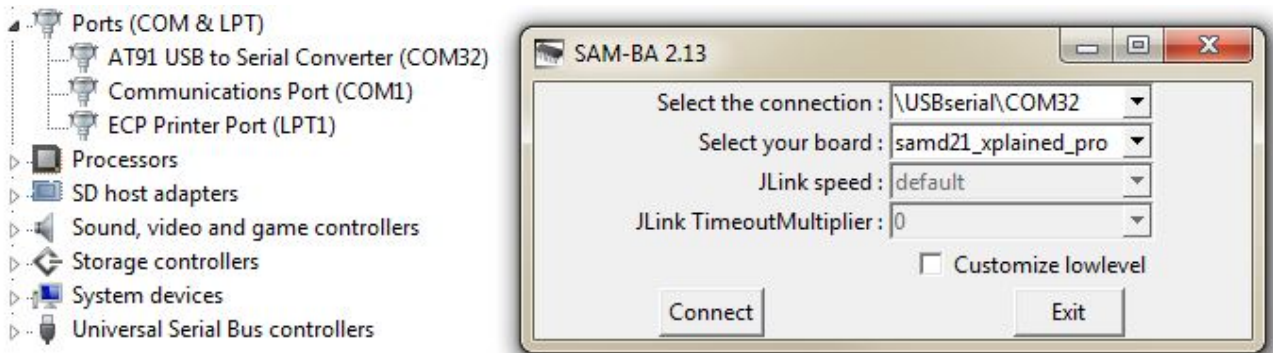 Ports (COM & LPT)
AT91 USB to Serial Converter (COM32)
Communications Port (COM1)
ECP Printer Port (LPT1)
Processors
SD host adapters
Sound, video and game controllers
Storage controllers
System devices
Universal Serial Bus controllers
SAM-BA 2.13
Select the connection : \USBserial\COM32
Select your board : samd21_xplained_pro
JLink speed : default
JLink TimeoutMultiplier : 0
Customize lowlevel
Connect Exit